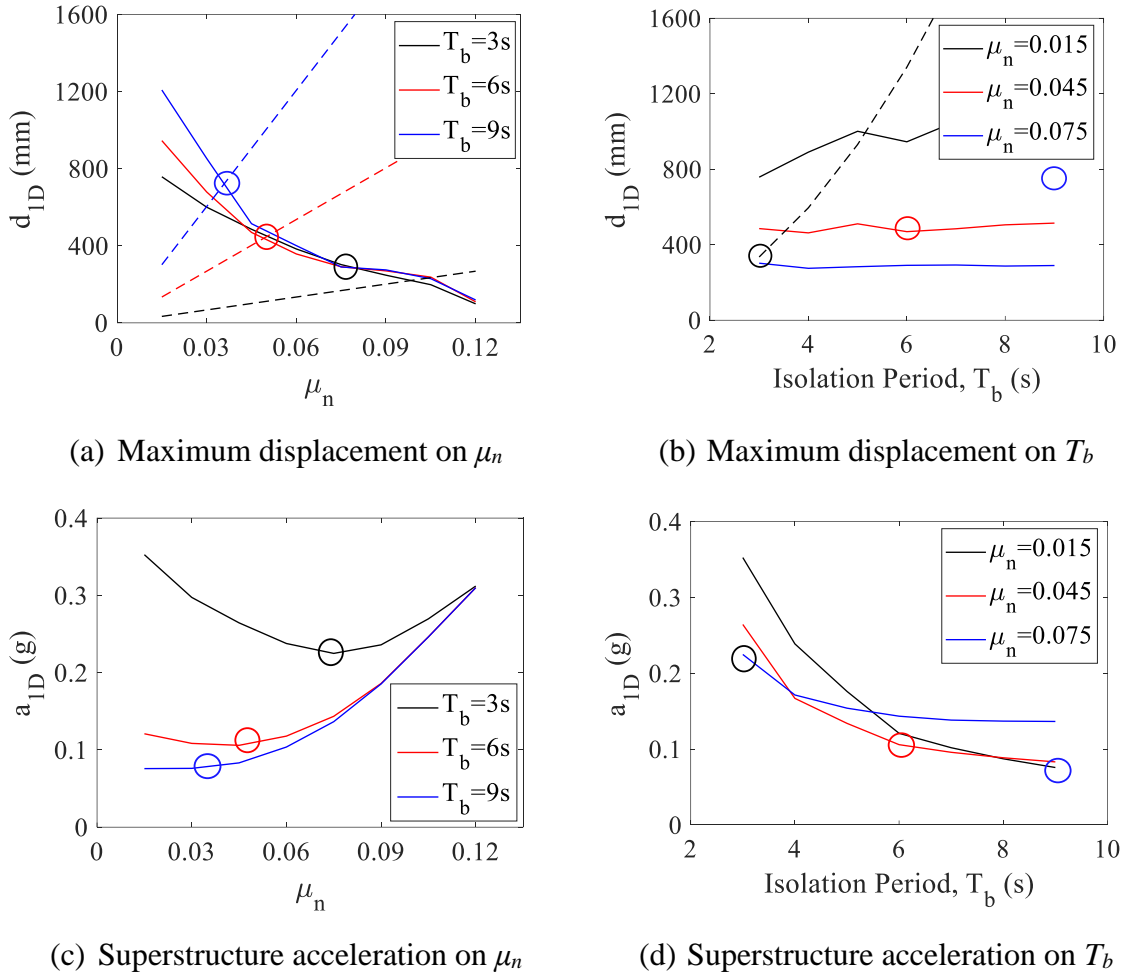 1600
1200
800
400
0
d1D (mm)
Tb=3s
Tb=6s
Tb=9s
0 0.03 0.06 0.09 0.12
μn
(a) Maximum displacement on μn
1600
1200
800
400
0
d1D (mm)
μn=0.015
μn=0.045
μn=0.075
2 4 6 8 10
Isolation Period, Tb (s)
(b) Maximum displacement on Tb
0.4
0.3
0.2
0.1
0
a1D (g)
Tb=3s
Tb=6s
Tb=9s
0 0.03 0.06 0.09 0.12
μn
(c) Superstructure acceleration on μn
0.4
0.3
0.2
0.1
0
a1D (g)
μn=0.015
μn=0.045
μn=0.075
2 4 6 8 10
Isolation Period, Tb (s)
(d) Superstructure acceleration on Tb